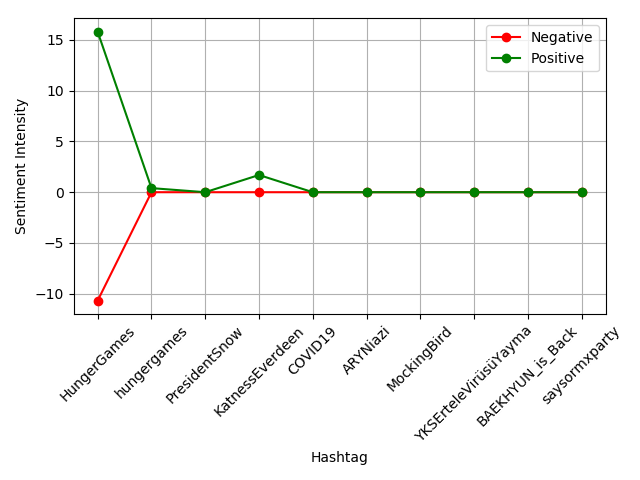 Negative
Positive
15
10
5
0
−5
−10
Sentiment Intensity
HungerGames
hungergames
PresidentSnow
KatnessEverdeen
COVID19
ARYNiazi
MockingBird
YKSErteleVirüsüYayma
BAEKHYUN_is_Back
saysormxparty
Hashtag